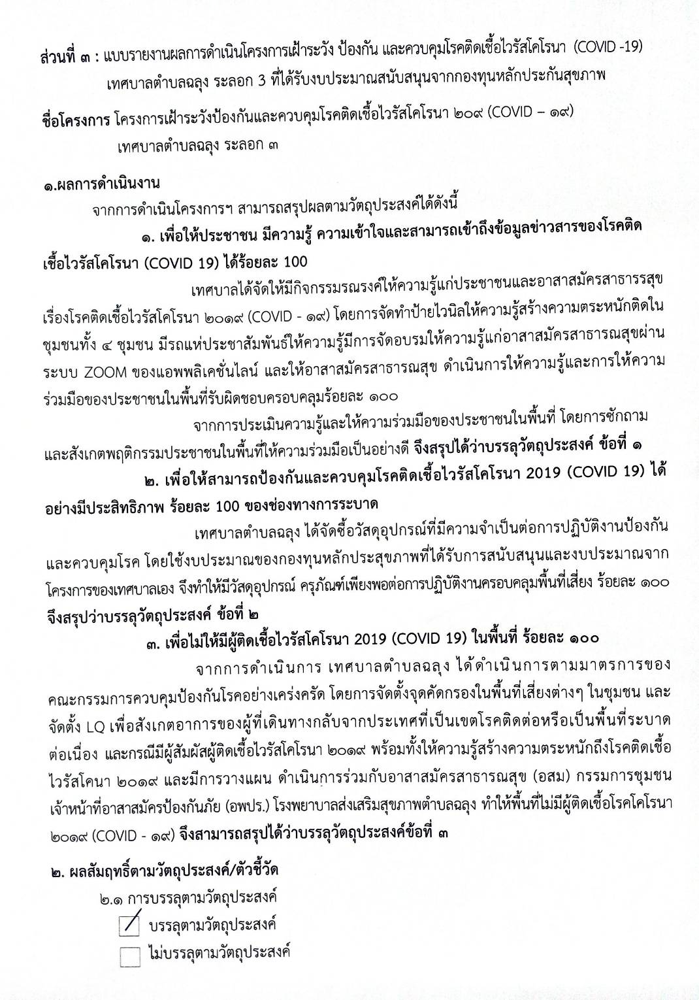 ส่วนที่ ๓ : แบบรายงานผลการดำเนินโครงการเฝ้าระวัง ป้องกัน และควบคุมโรคติดเชื้อไวรัสโคโรนา (COVID -19)
เทศบาลตำบลฉลุง ระลอก 3 ที่ได้รับงบประมาณสนับสนุนจากกองทุนหลักประกันสุขภาพ
ชื่อโครงการ โครงการเฝ้าระวังป้องกันและควบคุมโรคติดเชื้อไวรัสโคโรนา ๒๐๙ (COVID – ๑๙)
เทศบาลตำบลฉลุง ระลอก ๓
๑.ผลการดำเนินงาน
จากการดำเนินโครงการฯ สามารถสรุปผลตามวัตถุประสงค์ได้ดังนี้
๑. เพื่อให้ประชาชน มีความรู้ ความเข้าใจและสามารถเข้าถึงข้อมูลข่าวสารของโรคติด
เชื้อไวรัสโคโรนา (COVID 19) ได้ร้อยละ 100
เทศบาลได้จัดให้มีกิจกรรมรณรงค์ให้ความรู้แก่ประชาชนและอาสาสมัครสาธารรสุข
เรื่องโรคติดเชื้อไวรัสโคโรนา ๒๐๑๙ (COVID - ๑๙) โดยการจัดทำป้ายไวนิลให้ความรู้สร้างความตระหนักติดใน
ชุมชนทั้ง ๔ ชุมชน มีรถแห่ประชาสัมพันธ์ให้ความรู้มีการจัดอบรมให้ความรู้แก่อาสาสมัครสาธารณสุขผ่าน
ระบบ ZOOM ของแอพพลิเคชั่นไลน์ และให้อาสาสมัครสาธารณสุข ดำเนินการให้ความรู้และการให้ความ
ร่วมมือของประชาชนในพื้นที่รับผิดชอบครอบคลุมร้อยละ ๑๐๐
จากการประเมินความรู้และให้ความร่วมมือของประชาชนในพื้นที่ โดยการซักถาม
และสังเกตพฤติกรรมประชาชนในพื้นที่ให้ความร่วมมือเป็นอย่างดี จึงสรุปได้ว่าบรรลุวัตถุประสงค์ ข้อที่ ๑
๒. เพื่อให้สามารถป้องกันและควบคุมโรคติดเชื้อไวรัสโคโรนา 2019 (COVID 19) ได้
อย่างมีประสิทธิภาพ ร้อยละ 100 ของช่องทางการระบาด
เทศบาลตำบลฉลุง ได้จัดซื้อวัสดุอุปกรณ์ที่มีความจำเป็นต่อการปฏิบัติงานป้องกัน
และควบคุมโรค โดยใช้งบประมาณของกองทุนหลักประสุขภาพที่ได้รับการสนับสนุนและงบประมาณจาก
โครงการของเทศบาลเอง จึงทำให้มีวัสดุอุปกรณ์ ครุภัณฑ์เพียงพอต่อการปฏิบัติงานครอบคลุมพื้นที่เสี่ยง ร้อยละ ๑๐๐
จึงสรุปว่าบรรลุวัตถุประสงค์ ข้อที่ ๒
๓. เพื่อไม่ให้มีผู้ติดเชื้อไวรัสโคโรนา 2019 (COVID 19) ในพื้นที่ ร้อยละ ๑๐๐
จากการดำเนินการ เทศบาลตำบลฉลุง ได้ดำเนินการตามมาตรการของ
คณะกรรมการควบคุมป้องกันโรคอย่างเคร่งครัด โดยการจัดตั้งจุดคัดกรองในพื้นที่เสี่ยงต่างๆ ในชุมชน และ
จัดตั้ง LQ เพื่อสังเกตอาการของผู้ที่เดินทางกลับจากประเทศที่เป็นเขตโรคติดต่อหรือเป็นพื้นที่ระบาด
ต่อเนื่อง และกรณีมีผู้สัมผัสผู้ติดเชื้อไวรัสโคโรนา ๒๐๑๙ พร้อมทั้งให้ความรู้สร้างความตระหนักถึงโรคติดเชื้อ
ไวรัสโคนา ๒๐๑๙ และมีการวางแผน ดำเนินการร่วมกับอาสาสมัครสาธารณสุข (อสม) กรรมการชุมชน
เจ้าหน้าที่อาสาสมัครป้องกันภัย (อพปร.) โรงพยาบาลส่งเสริมสุขภาพตำบลฉลุง ทำให้พื้นที่ไม่มีผู้ติดเชื้อโรคโคโรนา
๒๐๑๙ (COVID - ๑๙) จึงสามารถสรุปได้ว่าบรรลุวัตถุประสงค์ข้อที่ ๓
๒. ผลสัมฤทธิ์ตามวัตถุประสงค์/ตัวชี้วัด
๒.๑ การบรรลุตามวัตถุประสงค์
บรรลุตามวัตถุประสงค์
ไม่บรรลุตามวัตถุประสงค์